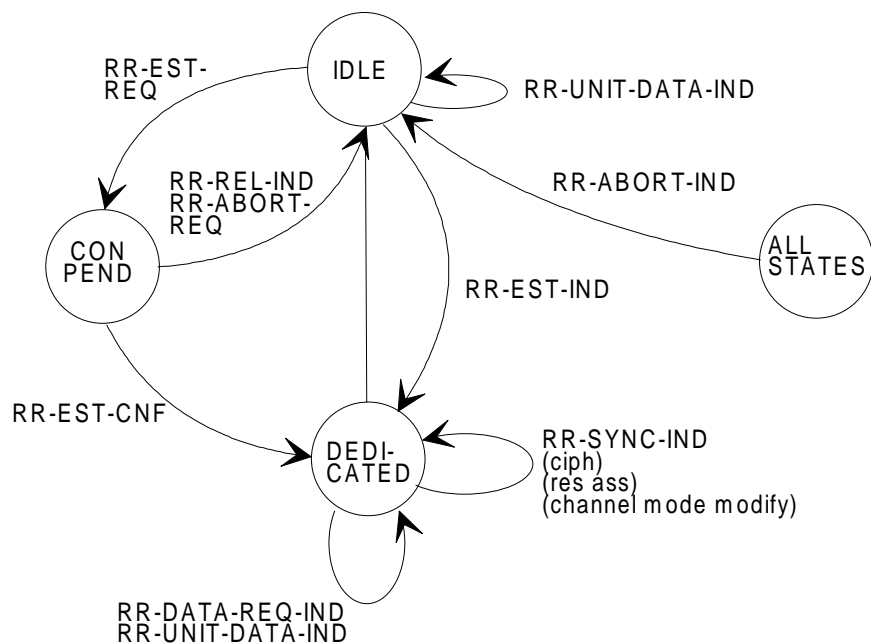 IDLE
RR-EST-
REQ
RR-UNIT-DATA-IND
RR-REL-IND
RR-ABORT-
REQ
RR-ABORT-IND
CON
PEND
ALL
STATES
RR-EST-IND
RR-EST-CNF
DEDI-
CATED
RR-SYNC-IND
(ciph)
(res ass)
(channel mode modify)
RR-DATA-REQ-IND
RR-UNIT-DATA-IND